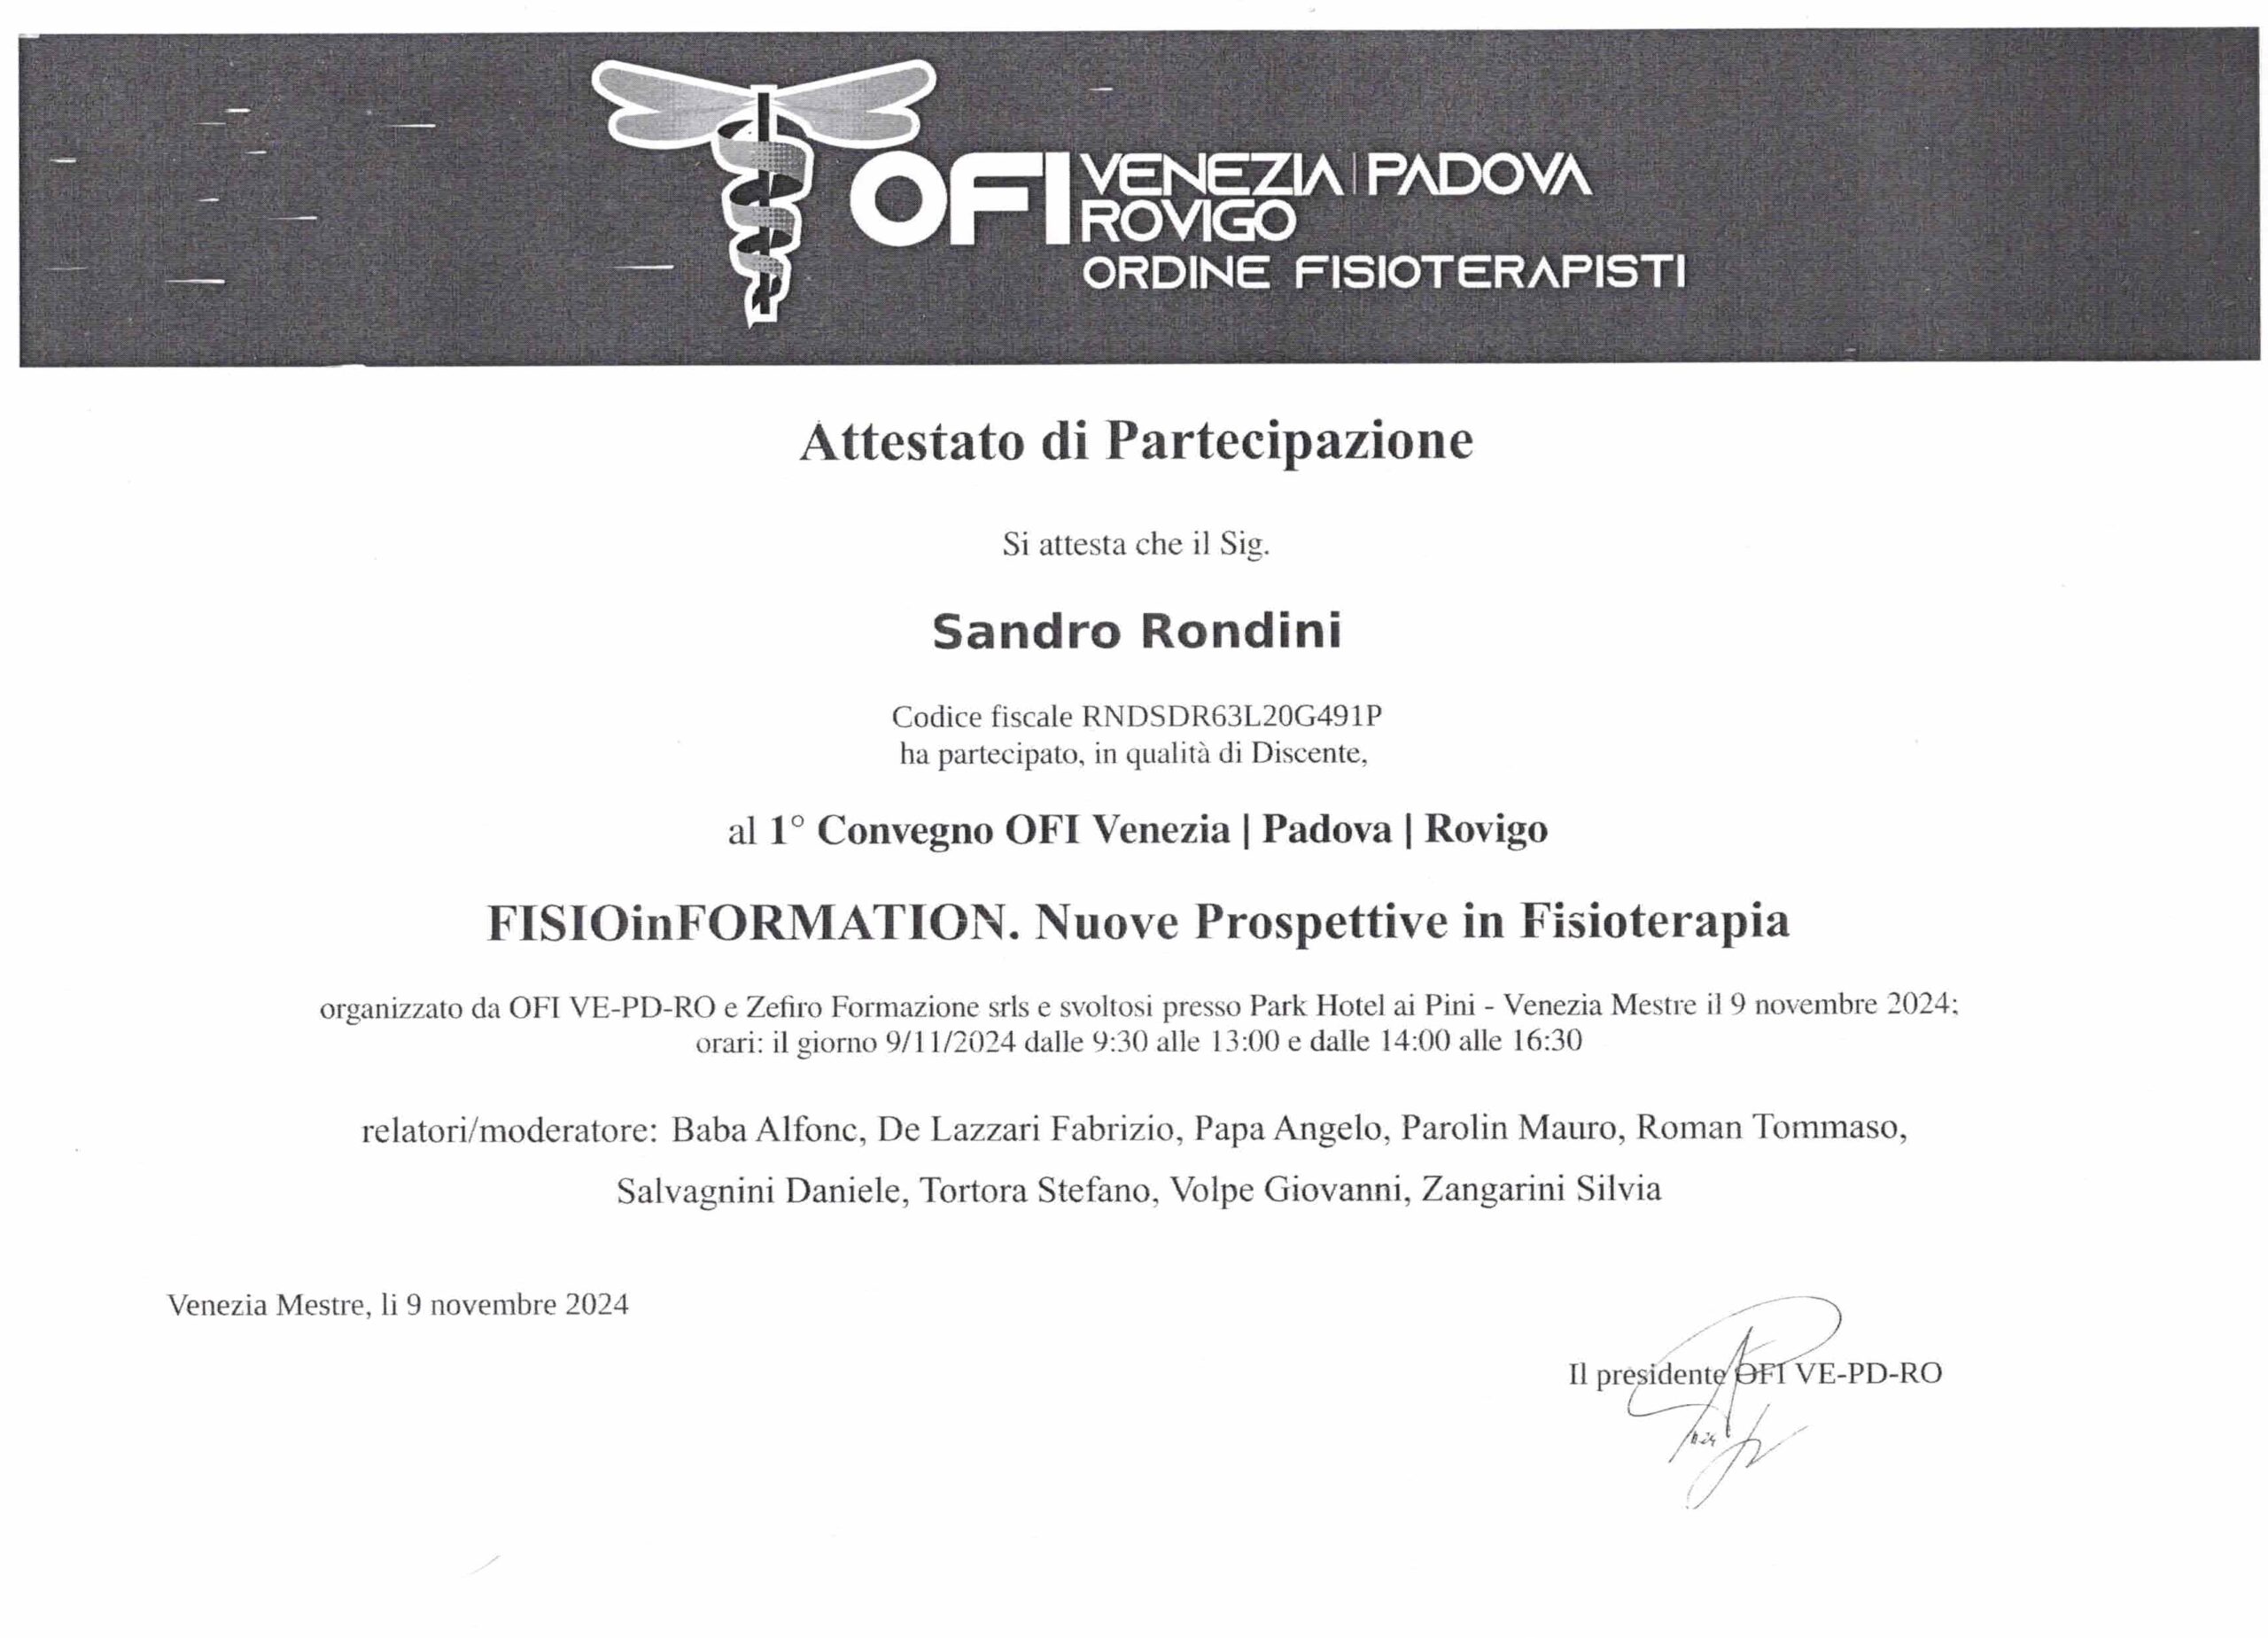 OFI VENEZIA | PADOVA
ROVIGO
ORDINE FISIOTERAPISTI
Attestato di Partecipazione
Si attesta che il Sig.
Sandro Rondini
Codice fiscale RNDSDR63L20G491P
ha partecipato, in qualità di Discente,
al 1° Convegno OFI Venezia | Padova | Rovigo
FISIOinFORMATION. Nuove Prospettive in Fisioterapia
organizzato da OFI VE-PD-RO e Zefiro Formazione srls e svoltosi presso Park Hotel ai Pini - Venezia Mestre il 9 novembre 2024;
orari: il giorno 9/11/2024 dalle 9:30 alle 13:00 e dalle 14:00 alle 16:30
relatori/moderatore: Baba Alfonc, De Lazzari Fabrizio, Papa Angelo, Parolin Mauro, Roman Tommaso,
Salvagnini Daniele, Tortora Stefano, Volpe Giovanni, Zangarini Silvia
Venezia Mestre, li 9 novembre 2024
Il presidente OFI VE-PD-RO